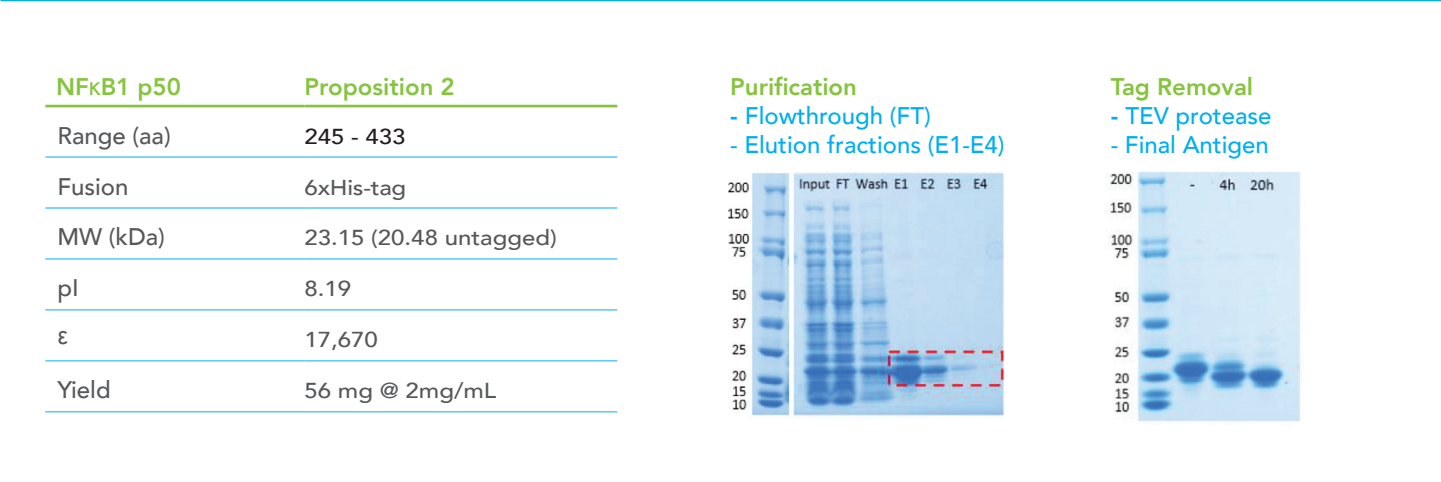 NFκB1 p50 Proposition 2
Range (aa) 245 - 433
Fusion 6xHis-tag
MW (kDa) 23.15 (20.48 untagged)
pI 8.19
ε 17,670
Yield 56 mg @ 2mg/mL
Purification
- Flowthrough (FT)
- Elution fractions (E1-E4)
Input FT Wash E1 E2 E3 E4
200
150
100
75
50
37
25
20
15
10
Tag Removal
- TEV protease
- Final Antigen
- 4h 20h
200
150
100
75
50
37
25
20
15
10